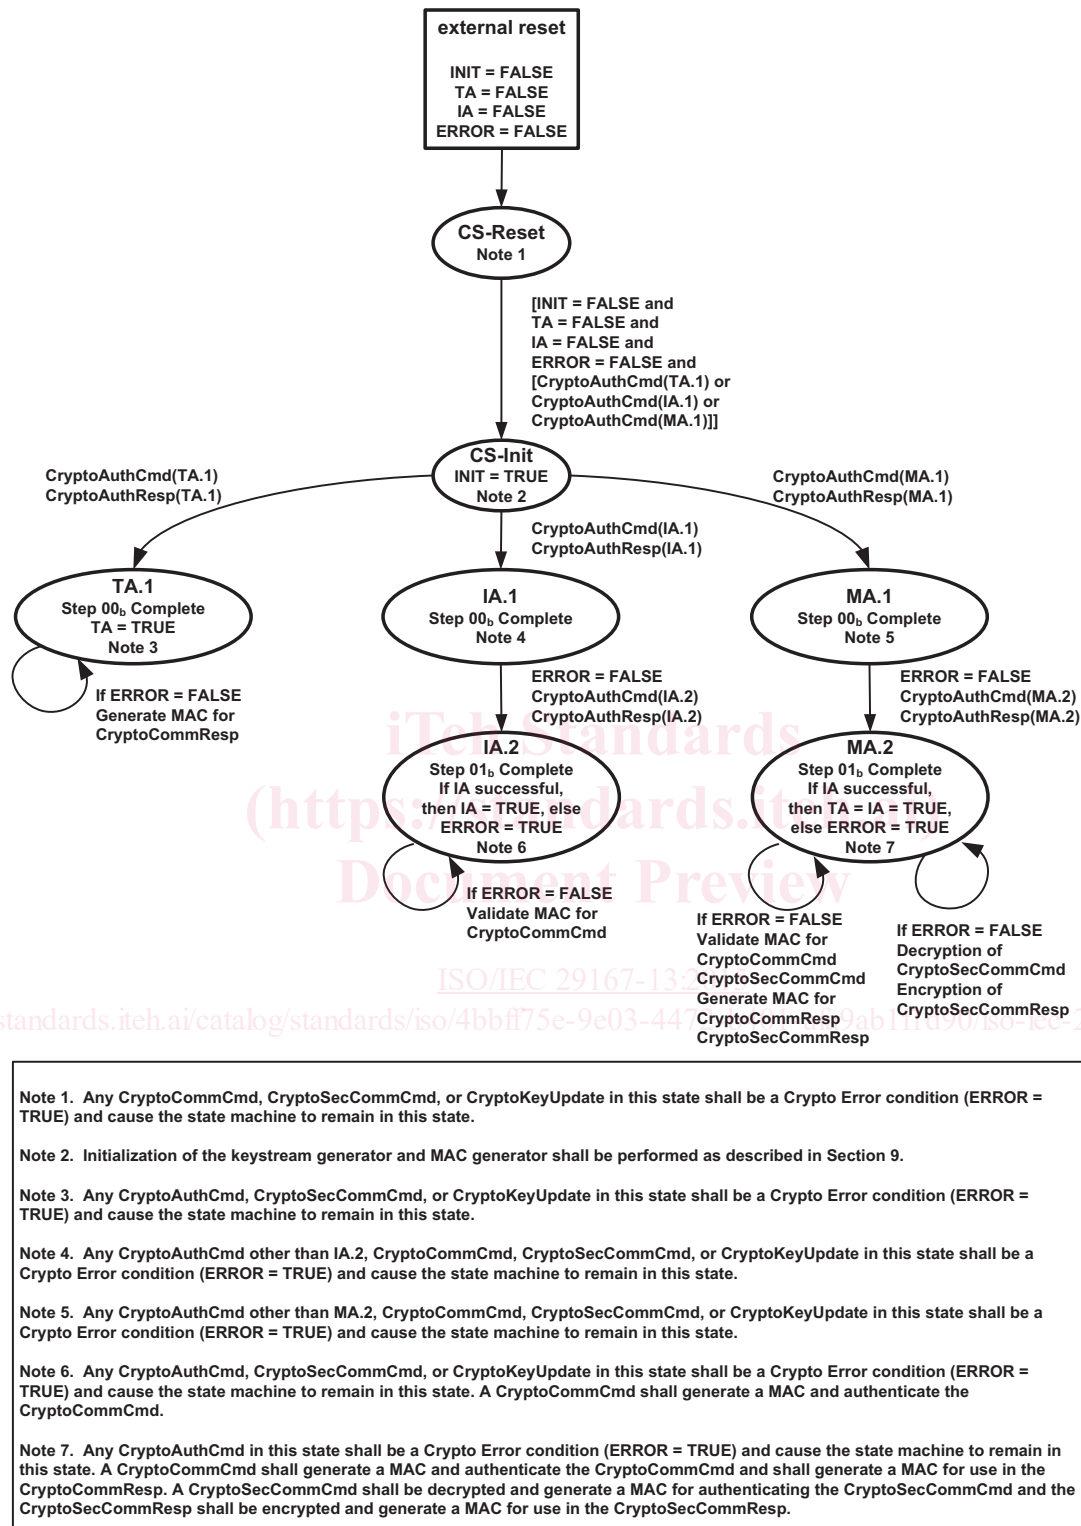 external reset
INIT = FALSE
TA = FALSE
IA = FALSE
ERROR = FALSE
CS-Reset
Note 1
[INIT = FALSE and
TA = FALSE and
IA = FALSE and
ERROR = FALSE and
[CryptoAuthCmd(TA.1) or
CryptoAuthCmd(IA.1) or
CryptoAuthCmd(MA.1)]]
CS-Init
INIT = TRUE
Note 2
CryptoAuthCmd(TA.1)
CryptoAuthResp(TA.1)
CryptoAuthCmd(IA.1)
CryptoAuthResp(IA.1)
CryptoAuthCmd(MA.1)
CryptoAuthResp(MA.1)
TA.1
Step 00b Complete
TA = TRUE
Note 3
If ERROR = FALSE
Generate MAC for
CryptoCommResp
IA.1
Step 00b Complete
Note 4
ERROR = FALSE
CryptoAuthCmd(IA.2)
CryptoAuthResp(IA.2)
IA.2
Step 01b Complete
If IA successful,
then IA = TRUE, else
ERROR = TRUE
Note 6
If ERROR = FALSE
Validate MAC for
CryptoCommCmd
MA.1
Step 00b Complete
Note 5
ERROR = FALSE
CryptoAuthCmd(MA.2)
CryptoAuthResp(MA.2)
MA.2
Step 01b Complete
If IA successful,
then TA = IA = TRUE,
else ERROR = TRUE
Note 7
If ERROR = FALSE
Validate MAC for
CryptoCommCmd
CryptoSecCommCmd
Generate MAC for
CryptoCommResp
CryptoSecCommResp
If ERROR = FALSE
Decryption of
CryptoSecCommCmd
Encryption of
CryptoSecCommResp
iTeh Standards
(https://standards.iteh.ai)
Document Preview
ISO/IEC 29167-13:2015
Note 1. Any CryptoCommCmd, CryptoSecCommCmd, or CryptoKeyUpdate in this state shall be a Crypto Error condition (ERROR =
TRUE) and cause the state machine to remain in this state.
Note 2. Initialization of the keystream generator and MAC generator shall be performed as described in Section 9.
Note 3. Any CryptoAuthCmd, CryptoSecCommCmd, or CryptoKeyUpdate in this state shall be a Crypto Error condition (ERROR =
TRUE) and cause the state machine to remain in this state.
Note 4. Any CryptoAuthCmd other than IA.2, CryptoCommCmd, CryptoSecCommCmd, or CryptoKeyUpdate in this state shall be a
Crypto Error condition (ERROR = TRUE) and cause the state machine to remain in this state.
Note 5. Any CryptoAuthCmd other than MA.2, CryptoCommCmd, CryptoSecCommCmd, or CryptoKeyUpdate in this state shall be a
Crypto Error condition (ERROR = TRUE) and cause the state machine to remain in this state.
Note 6. Any CryptoAuthCmd, CryptoSecCommCmd, or CryptoKeyUpdate in this state shall be a Crypto Error condition (ERROR =
TRUE) and cause the state machine to remain in this state. A CryptoCommCmd shall generate a MAC and authenticate the
CryptoCommCmd.
Note 7. Any CryptoAuthCmd in this state shall be a Crypto Error condition (ERROR = TRUE) and cause the state machine to remain in
this state. A CryptoCommCmd shall generate a MAC and authenticate the CryptoCommCmd and shall generate a MAC for use in the
CryptoCommResp. A CryptoSecCommCmd shall be decrypted and generate a MAC for authenticating the CryptoSecCommCmd and the
CryptoSecCommResp shall be encrypted and generate a MAC for use in the CryptoSecCommResp.